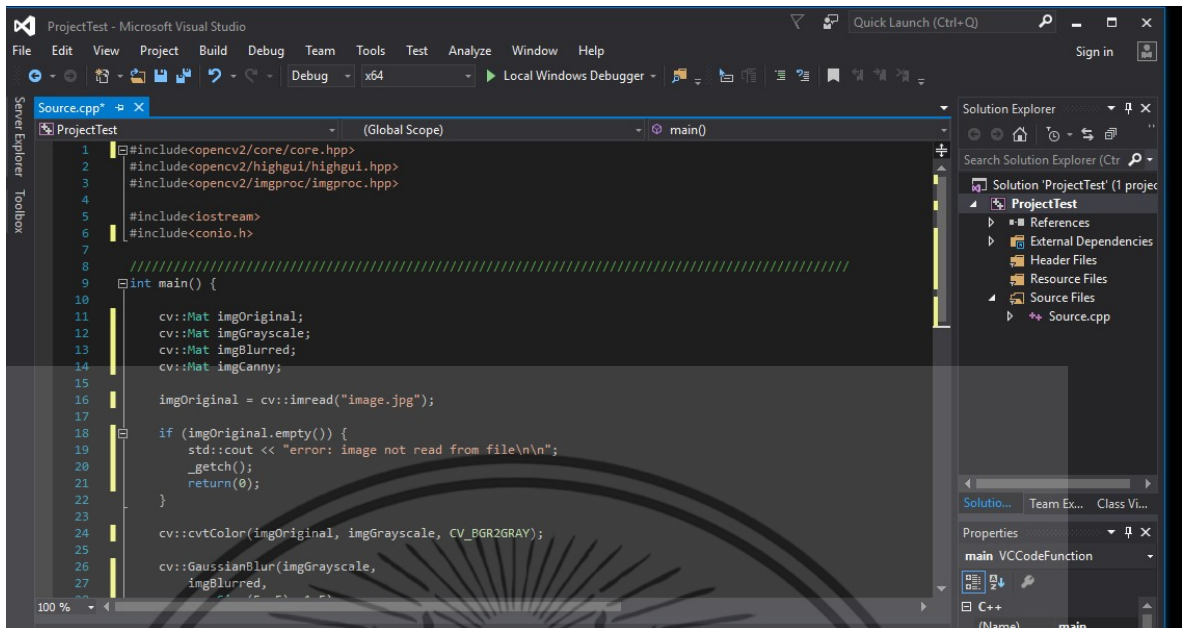 ProjectTest - Microsoft Visual Studio
Quick Launch (Ctrl+Q)
File Edit View Project Build Debug Team Tools Test Analyze Window Help
Sign in
Debug x64 Local Windows Debugger
Server Explorer
Toolbox
Source.cpp*
ProjectTest (Global Scope) main()
1 #include<opencv2/core/core.hpp>
2 #include<opencv2/highgui/highgui.hpp>
3 #include<opencv2/imgproc/imgproc.hpp>
4
5 #include<iostream>
6 #include<conio.h>
7
8 ///////////////////////////////////////////////////////////////////////////////////////////////////
9 int main() {
10
11 cv::Mat imgOriginal;
12 cv::Mat imgGrayscale;
13 cv::Mat imgBlurred;
14 cv::Mat imgCanny;
15
16 imgOriginal = cv::imread("image.jpg");
17
18 if (imgOriginal.empty()) {
19 std::cout << "error: image not read from file\n\n";
20 _getch();
21 return(0);
22 }
23
24 cv::cvtColor(imgOriginal, imgGrayscale, CV_BGR2GRAY);
25
26 cv::GaussianBlur(imgGrayscale,
27 imgBlurred,
100 %
Solution Explorer
Search Solution Explorer (Ctr
Solution 'ProjectTest' (1 projec
ProjectTest
References
External Dependencies
Header Files
Resource Files
Source Files
Source.cpp
Solutio... Team Ex... Class Vi...
Properties
main VCCodeFunction
C++
(Name) main